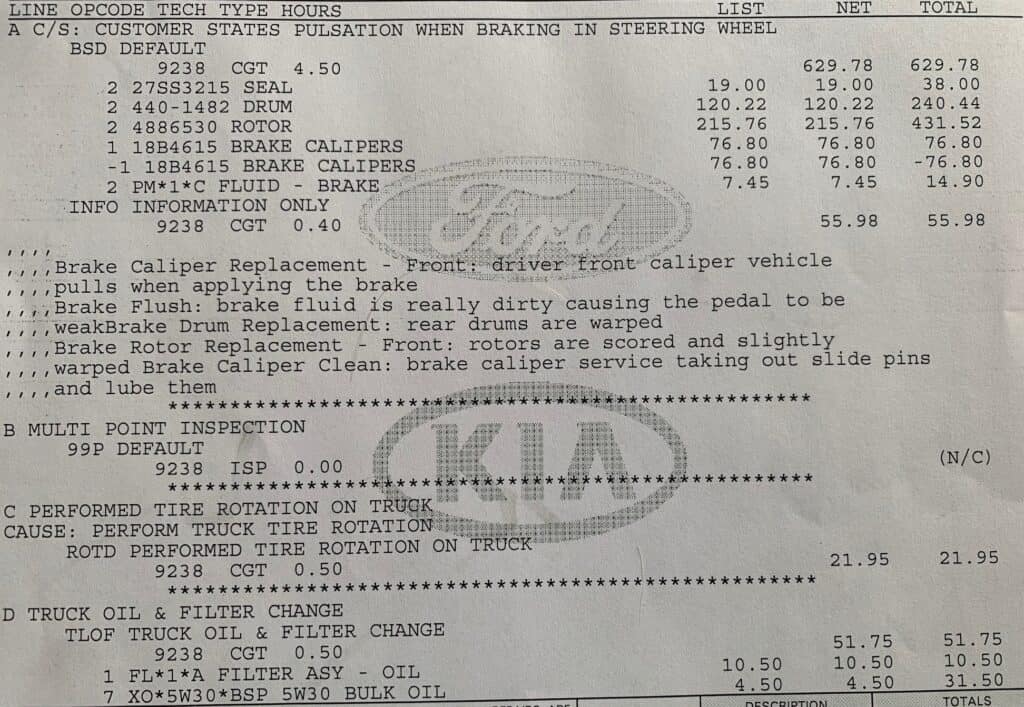 LINE OPCODE TECH TYPE HOURS LIST NET TOTAL
A C/S: CUSTOMER STATES PULSATION WHEN BRAKING IN STEERING WHEEL
BSD DEFAULT
9238 CGT 4.50 629.78 629.78
2 27SS3215 SEAL 19.00 19.00 38.00
2 440-1482 DRUM 120.22 120.22 240.44
2 4886530 ROTOR 215.76 215.76 431.52
1 18B4615 BRAKE CALIPERS 76.80 76.80 76.80
-1 18B4615 BRAKE CALIPERS 76.80 76.80 -76.80
2 PM*1*C FLUID - BRAKE 7.45 7.45 14.90
INFO INFORMATION ONLY
9238 CGT 0.40 55.98 55.98
Ford
,,,,
,,,,Brake Caliper Replacement - Front: driver front caliper vehicle
,,,,pulls when applying the brake
,,,,Brake Flush: brake fluid is really dirty causing the pedal to be
,,,,weakBrake Drum Replacement: rear drums are warped
,,,,Brake Rotor Replacement - Front: rotors are scored and slightly
,,,,warped Brake Caliper Clean: brake caliper service taking out slide pins
,,,,and lube them
****************************************************
B MULTI POINT INSPECTION
99P DEFAULT
9238 ISP 0.00 (N/C)
KIA
****************************************************
C PERFORMED TIRE ROTATION ON TRUCK
CAUSE: PERFORM TRUCK TIRE ROTATION
ROTD PERFORMED TIRE ROTATION ON TRUCK
9238 CGT 0.50 21.95 21.95
****************************************************
D TRUCK OIL & FILTER CHANGE
TLOF TRUCK OIL & FILTER CHANGE
9238 CGT 0.50 51.75 51.75
1 FL*1*A FILTER ASY - OIL 10.50 10.50 10.50
7 XO*5W30*BSP 5W30 BULK OIL 4.50 4.50 31.50
DESCRIPTION TOTALS